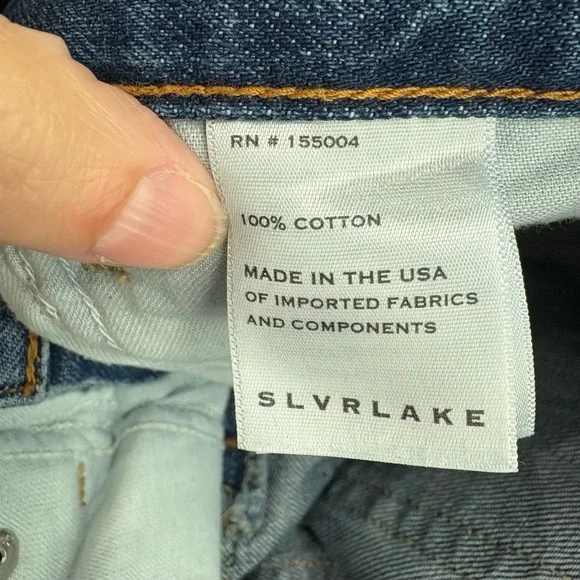 RN # 155004
100% COTTON
MADE IN THE USA
OF IMPORTED FABRICS
AND COMPONENTS
SLVRLAKE